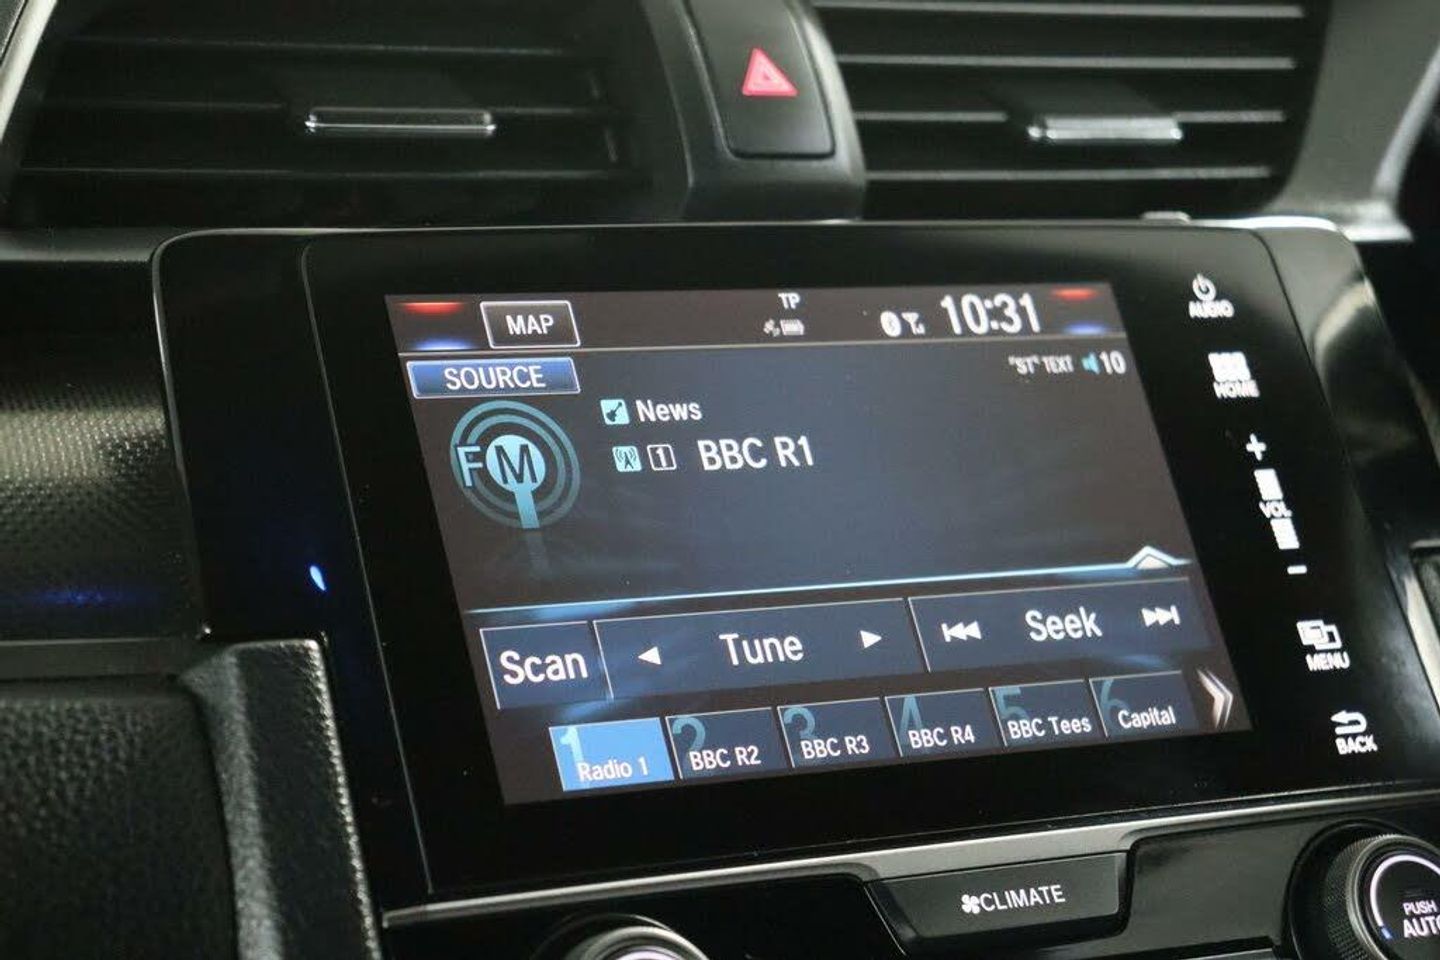 TP
MAP
10:31
AUDIO
SOURCE
"ST" TEXT 10
HOME
News
FM
1 BBC R1
+
VOL
−
Scan
Tune
Seek
MENU
1 Radio 1
2 BBC R2
3 BBC R3
4 BBC R4
5 BBC Tees
6 Capital
BACK
CLIMATE
PUSH
AUTO